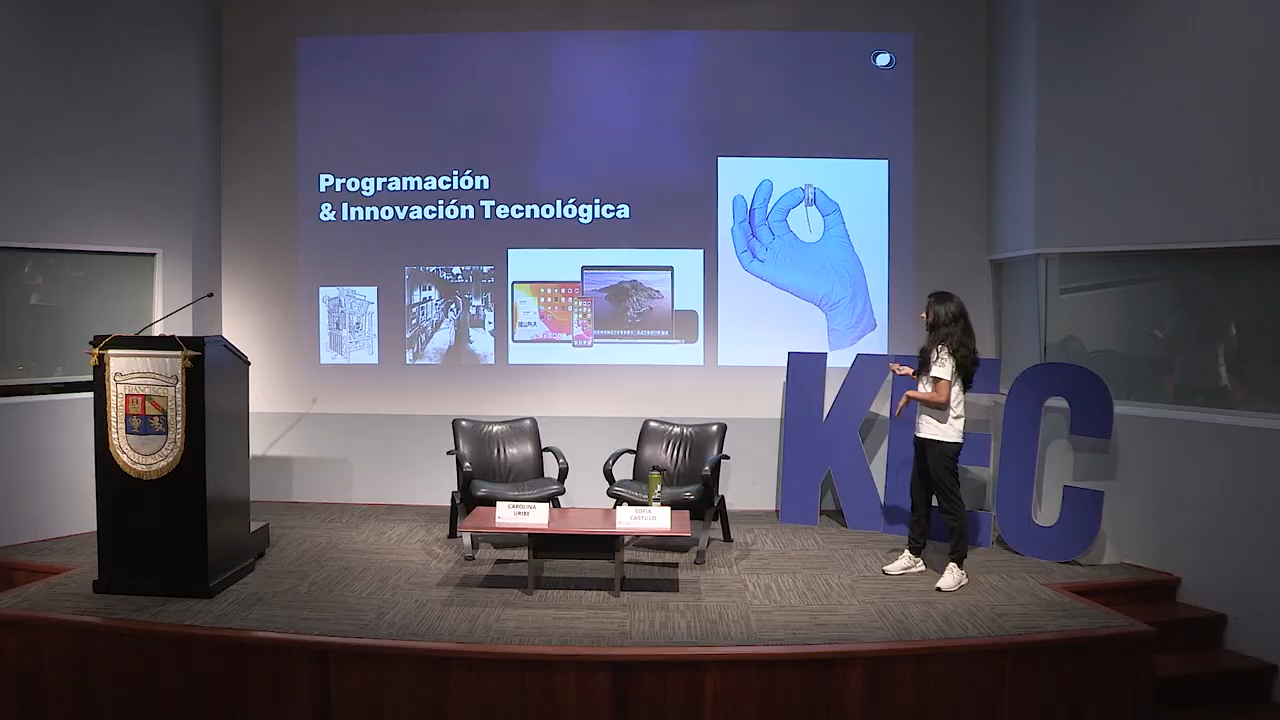 Programación
& Innovación Tecnológica
FRANCISCO
CAROLINA
URIBE
SOFIA
CASTILLO
KEC